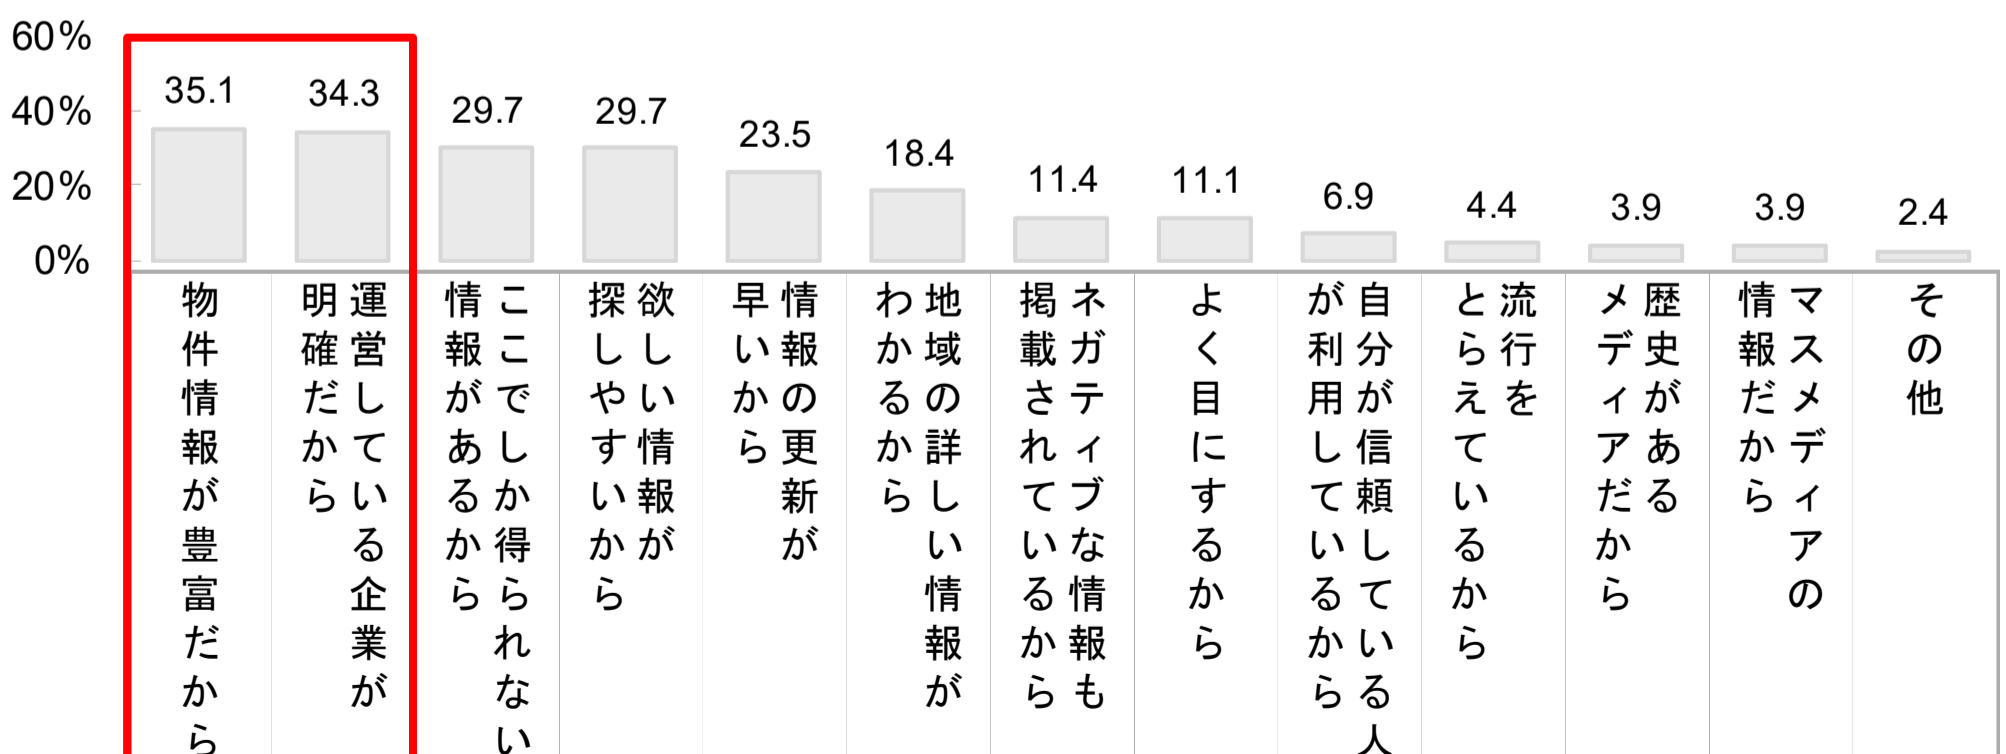 60%
40%
20%
0%
35.1
34.3
29.7
29.7
23.5
18.4
11.4
11.1
6.9
4.4
3.9
3.9
2.4
物件情報が豊富だから
運営している企業が
明確だから
ここでしか得られない
情報があるから
欲しい情報が
探しやすいから
情報の更新が
早いから
地域の詳しい情報が
わかるから
ネガティブな情報も
掲載されているから
よく目にするから
自分が信頼している人
が利用しているから
流行を
とらえているから
歴史がある
メディアだから
マスメディアの
情報だから
その他